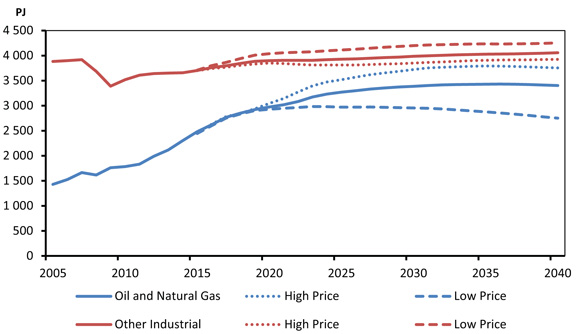 PJ
4 500
4 000
3 500
3 000
2 500
2 000
1 500
1 000
500
0
2005 2010 2015 2020 2025 2030 2035 2040
Oil and Natural Gas High Price Low Price
Other Industrial High Price Low Price